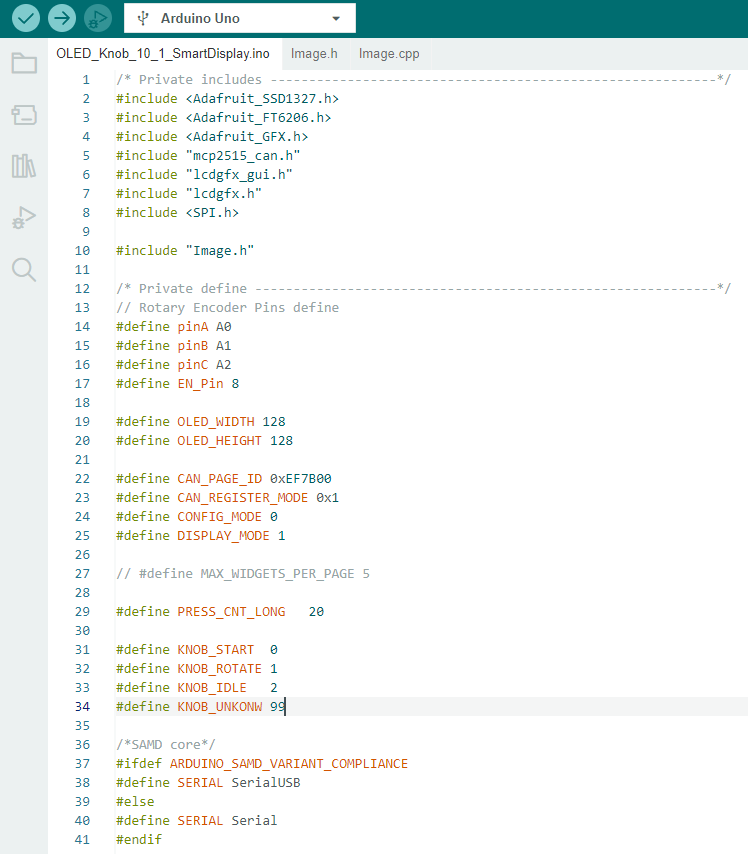 Arduino Uno
OLED_Knob_10_1_SmartDisplay.ino Image.h Image.cpp
1 /* Private includes ----------------------------------------------------------*/
2 #include <Adafruit_SSD1327.h>
3 #include <Adafruit_FT6206.h>
4 #include <Adafruit_GFX.h>
5 #include "mcp2515_can.h"
6 #include "lcdgfx_gui.h"
7 #include "lcdgfx.h"
8 #include <SPI.h>
9
10 #include "Image.h"
11
12 /* Private define ------------------------------------------------------------*/
13 // Rotary Encoder Pins define
14 #define pinA A0
15 #define pinB A1
16 #define pinC A2
17 #define EN_Pin 8
18
19 #define OLED_WIDTH 128
20 #define OLED_HEIGHT 128
21
22 #define CAN_PAGE_ID 0xEF7B00
23 #define CAN_REGISTER_MODE 0x1
24 #define CONFIG_MODE 0
25 #define DISPLAY_MODE 1
26
27 // #define MAX_WIDGETS_PER_PAGE 5
28
29 #define PRESS_CNT_LONG   20
30
31 #define KNOB_START  0
32 #define KNOB_ROTATE 1
33 #define KNOB_IDLE   2
34 #define KNOB_UNKONW 99
35
36 /*SAMD core*/
37 #ifdef ARDUINO_SAMD_VARIANT_COMPLIANCE
38 #define SERIAL SerialUSB
39 #else
40 #define SERIAL Serial
41 #endif